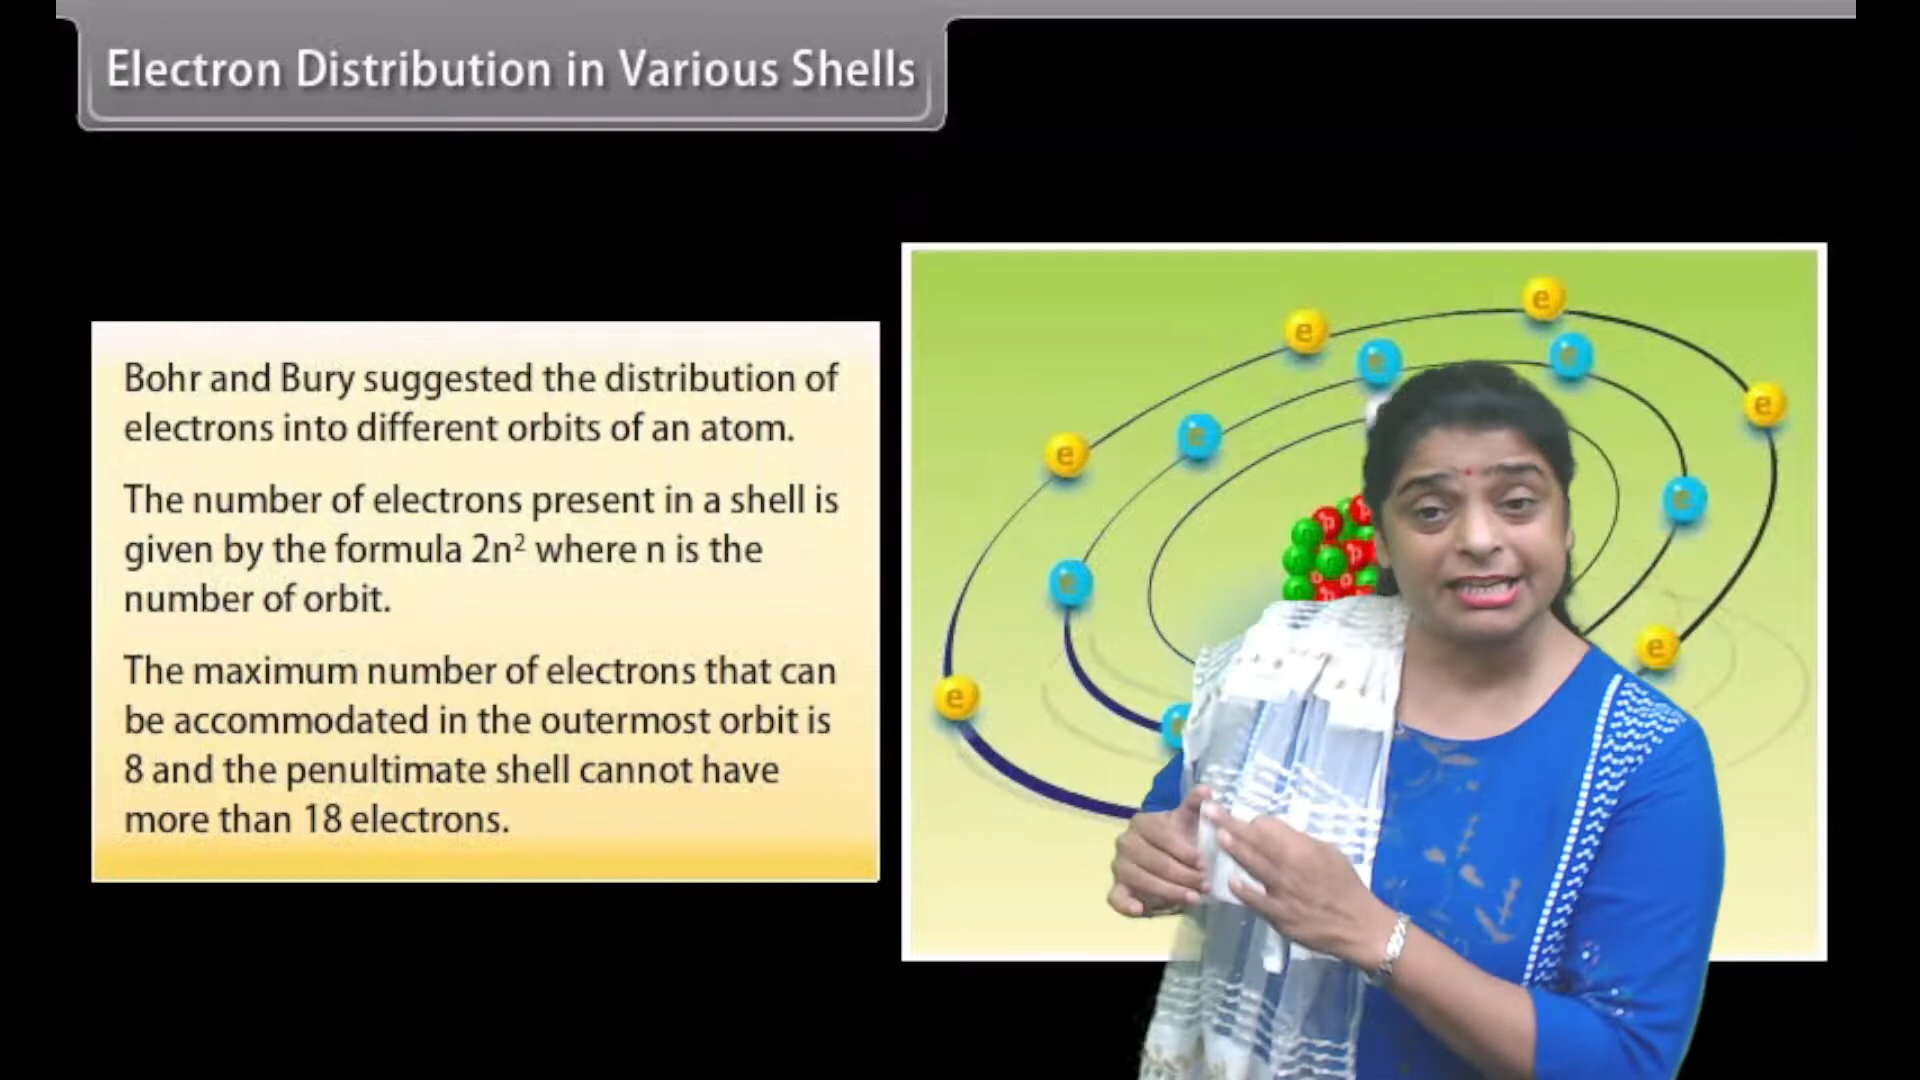 Electron Distribution in Various Shells
Bohr and Bury suggested the distribution of
electrons into different orbits of an atom.
The number of electrons present in a shell is
given by the formula 2n² where n is the
number of orbit.
The maximum number of electrons that can
be accommodated in the outermost orbit is
8 and the penultimate shell cannot have
more than 18 electrons.
e
e
e
e
e
e
e
e
e
e
e
e
p
p
n
n
n
p
n
p